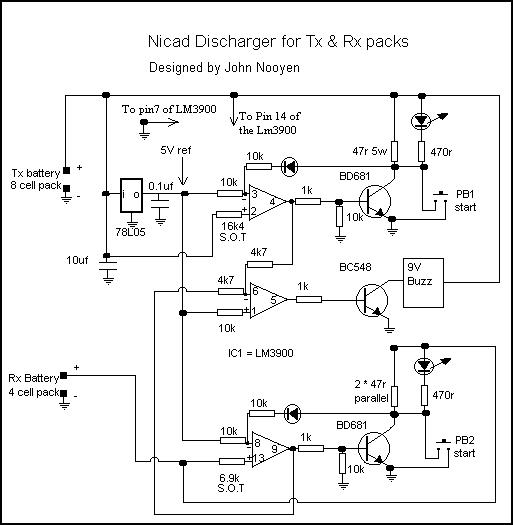 Nicad Discharger for Tx & Rx packs
Designed by John Nooyen
To pin7 of LM3900
To Pin 14 of
the Lm3900
5V ref
47r 5w
470r
Tx battery
8 cell pack
+
-
i o
0.1uf
78L05
10uf
10k
10k
3
-
+
2
4
16k4
S.O.T
1k
10k
BD681
PB1
start
4k7
4k7
6
-
+
1
5
10k
1k
BC548
9V
Buzz
IC1 = LM3900
Rx Battery
4 cell pack
+
-
2 * 47r
parallel
470r
10k
10k
8
-
+
13
9
6.9k
S.O.T
1k
10k
BD681
PB2
start